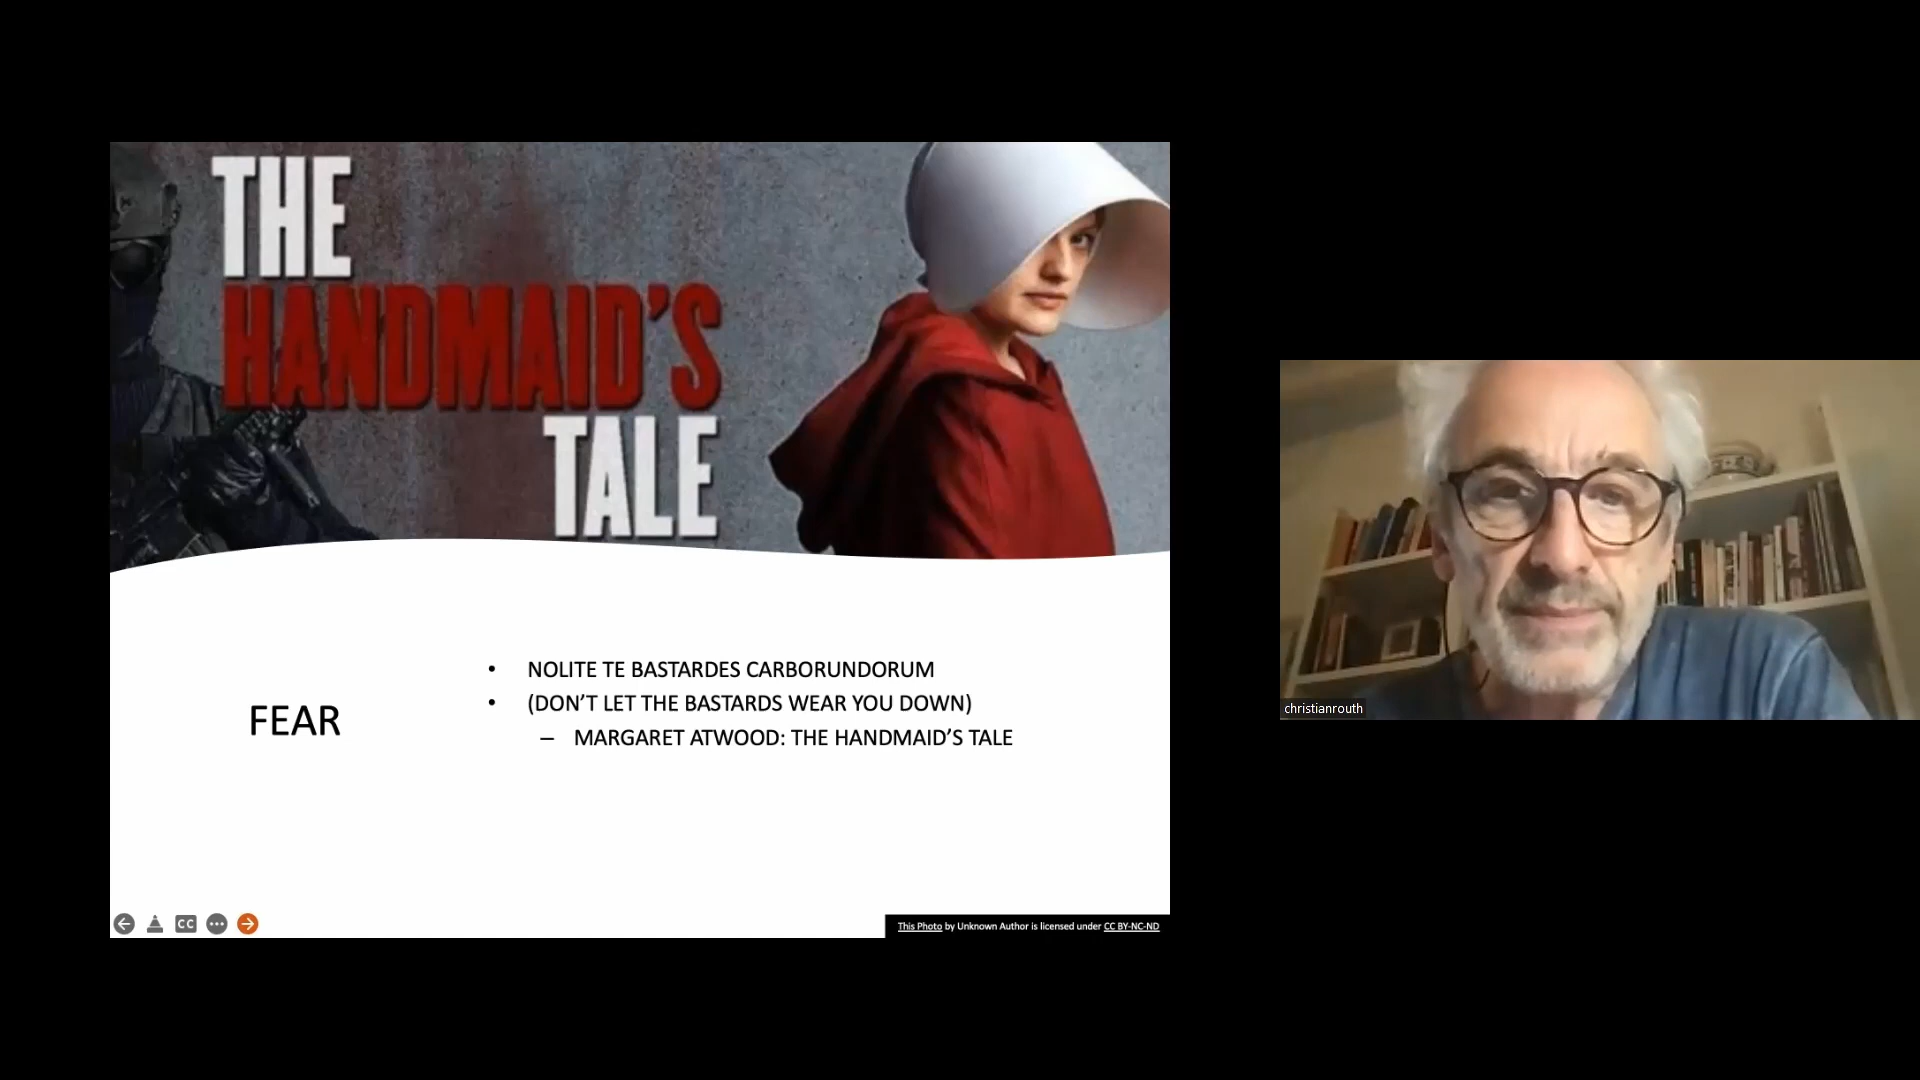 THE
HANDMAID'S
TALE
FEAR
• NOLITE TE BASTARDES CARBORUNDORUM
• (DON'T LET THE BASTARDS WEAR YOU DOWN)
– MARGARET ATWOOD: THE HANDMAID'S TALE
CC
This Photo by Unknown Author is licensed under CC BY-NC-ND
christianrouth